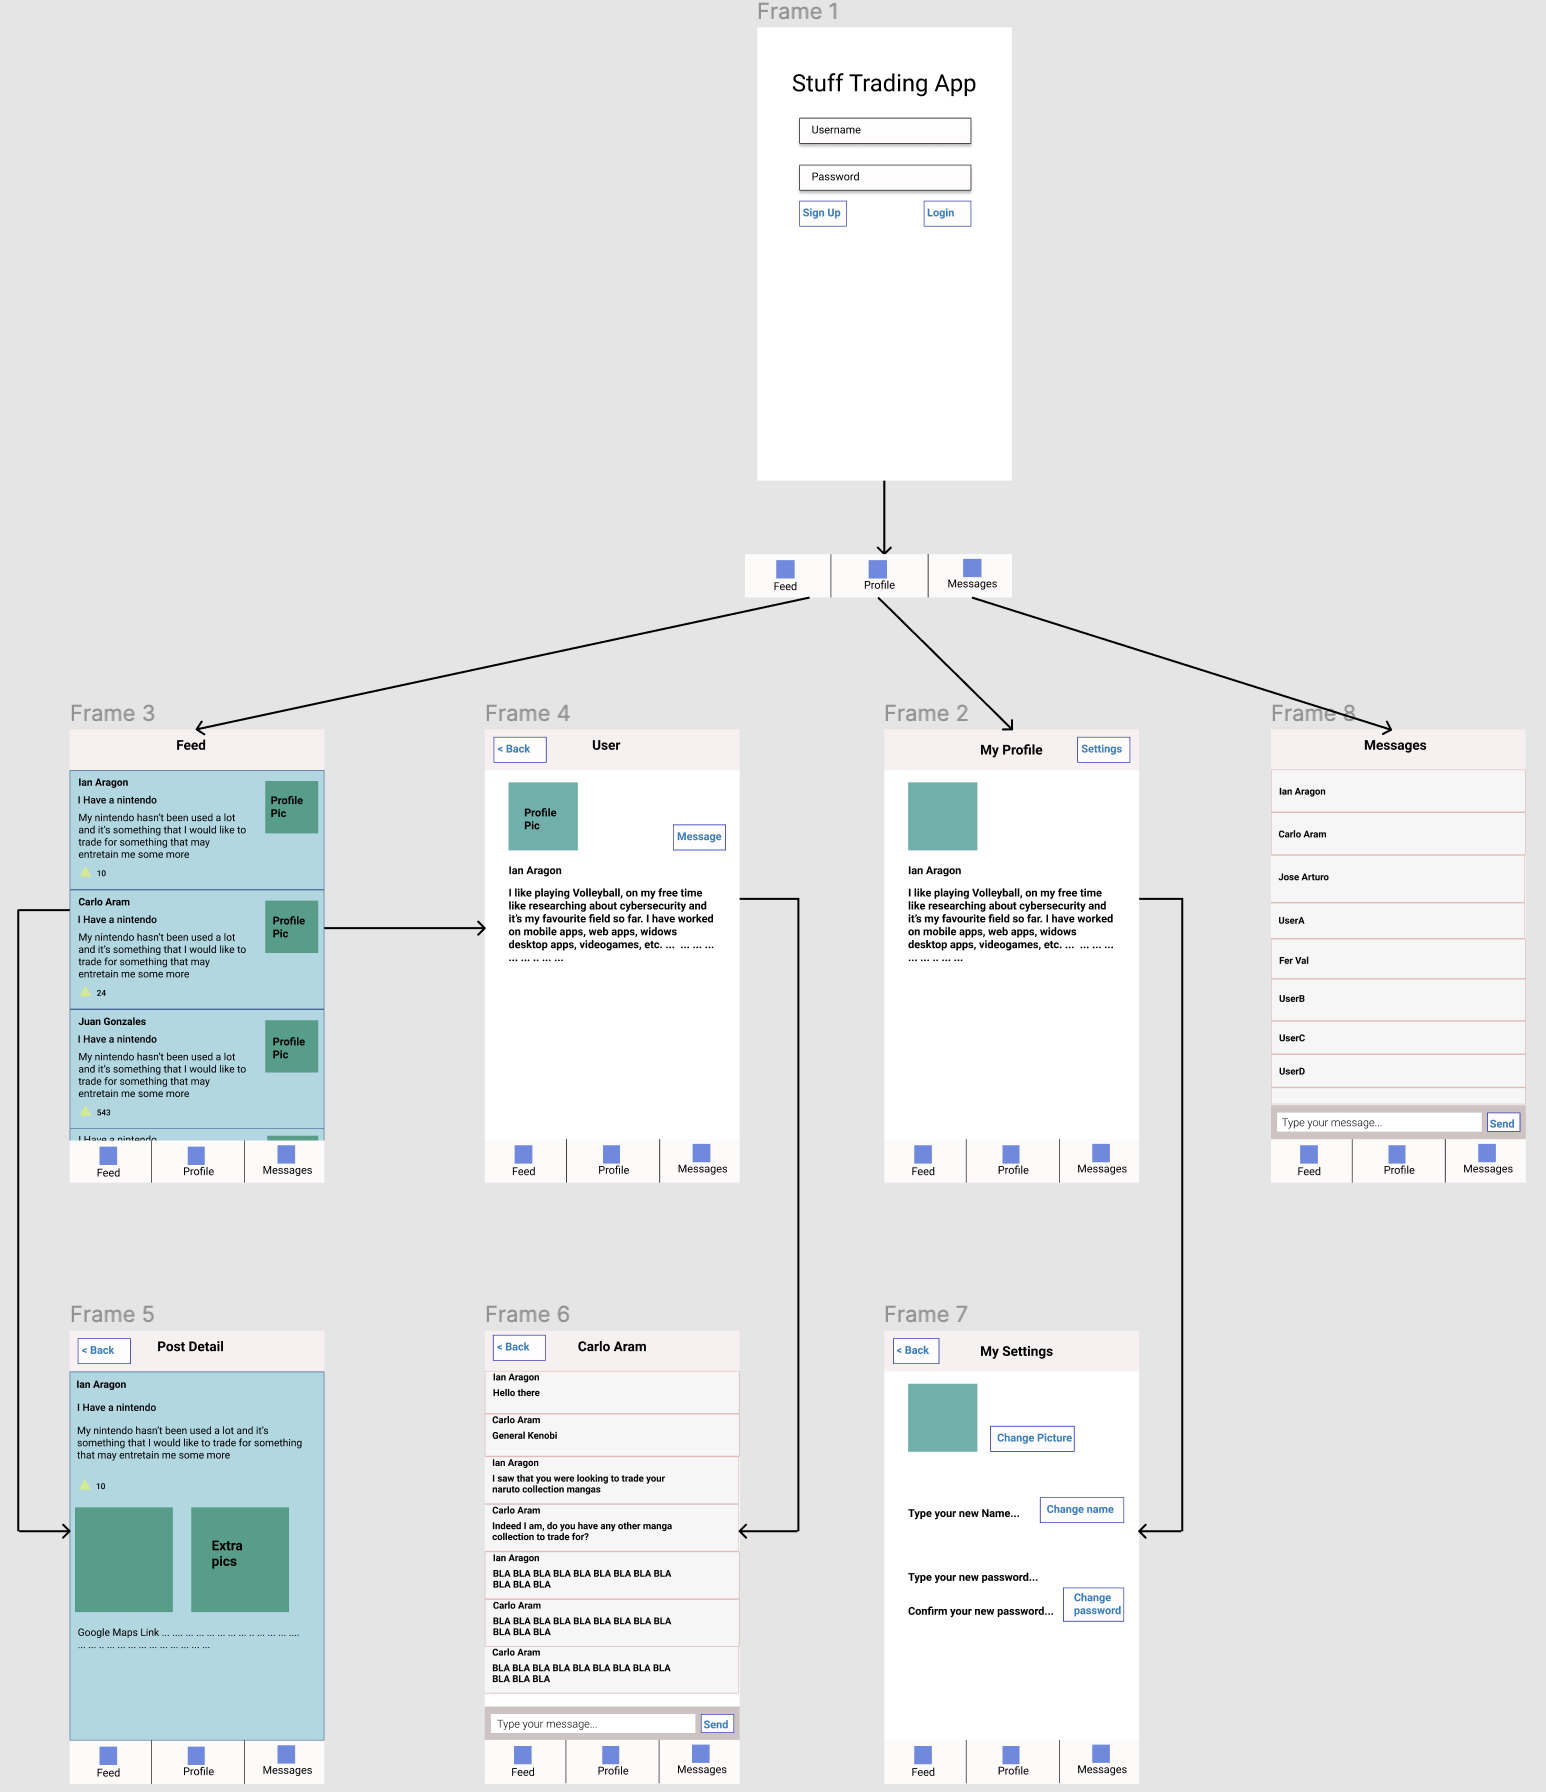 Frame 1
Stuff Trading App
Username
Password
Sign Up
Login
Feed
Profile
Messages
Frame 3
Feed
Ian Aragon
I Have a nintendo
My nintendo hasn't been used a lot
and it's something that I would like to
trade for something that may
entretain me some more
10
Profile
Pic
Carlo Aram
I Have a nintendo
My nintendo hasn't been used a lot
and it's something that I would like to
trade for something that may
entretain me some more
24
Profile
Pic
Juan Gonzales
I Have a nintendo
My nintendo hasn't been used a lot
and it's something that I would like to
trade for something that may
entretain me some more
543
Profile
Pic
I Have a nintendo
Feed
Profile
Messages
Frame 4
< Back
User
Profile
Pic
Message
Ian Aragon
I like playing Volleyball, on my free time
like researching about cybersecurity and
it's my favourite field so far. I have worked
on mobile apps, web apps, widows
desktop apps, videogames, etc. ... ... ... ...
... ... .. ... ...
Feed
Profile
Messages
Frame 2
My Profile
Settings
Ian Aragon
I like playing Volleyball, on my free time
like researching about cybersecurity and
it's my favourite field so far. I have worked
on mobile apps, web apps, widows
desktop apps, videogames, etc. ... ... ... ...
... ... .. ... ...
Feed
Profile
Messages
Frame 8
Messages
Ian Aragon
Carlo Aram
Jose Arturo
UserA
Fer Val
UserB
UserC
UserD
Type your message...
Send
Feed
Profile
Messages
Frame 5
< Back
Post Detail
Ian Aragon
I Have a nintendo
My nintendo hasn't been used a lot and it's
something that I would like to trade for something
that may entretain me some more
10
Extra
pics
Google Maps Link ... .... ... ... ... ... ... ... .. ... ... ... ....
... ... .. ... ... ... ... ... ... ... ... ... ...
Feed
Profile
Messages
Frame 6
< Back
Carlo Aram
Ian Aragon
Hello there
Carlo Aram
General Kenobi
Ian Aragon
I saw that you were looking to trade your
naruto collection mangas
Carlo Aram
Indeed I am, do you have any other manga
collection to trade for?
Ian Aragon
BLA BLA BLA BLA BLA BLA BLA BLA BLA
BLA BLA BLA
Carlo Aram
BLA BLA BLA BLA BLA BLA BLA BLA BLA
BLA BLA BLA
Carlo Aram
BLA BLA BLA BLA BLA BLA BLA BLA BLA
BLA BLA BLA
Type your message...
Send
Feed
Profile
Messages
Frame 7
< Back
My Settings
Change Picture
Type your new Name...
Change name
Type your new password...
Confirm your new password...
Change
password
Feed
Profile
Messages